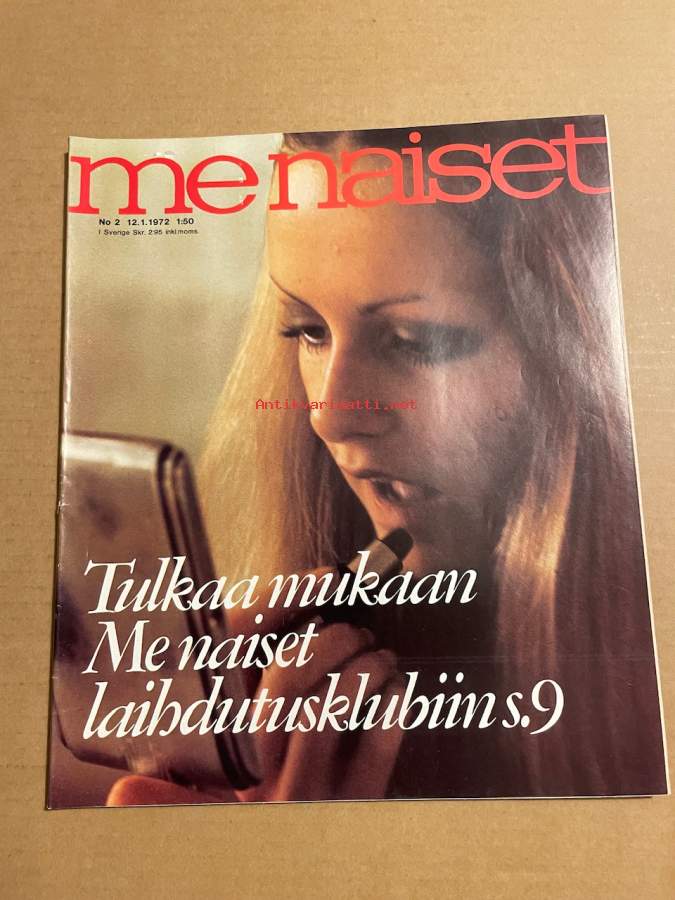 me naiset
No 2 12.1.1972 1:50
I Sverige Skr. 2:95 inkl.moms.
Antikvariaatti.net
Tulkaa mukaan
Me naiset
laihdutusklubiin s.9